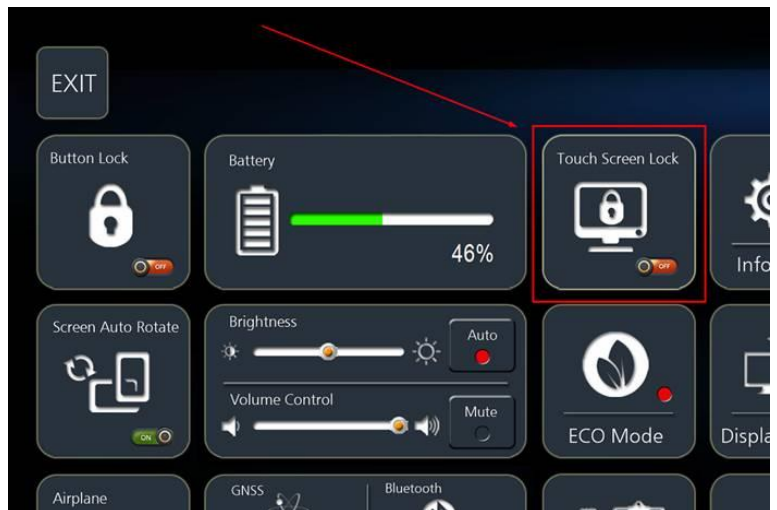 EXIT
Button Lock
OFF
Battery
46%
Touch Screen Lock
OFF
Info
Screen Auto Rotate
ON
Brightness
Auto
Volume Control
Mute
ECO Mode
Displa
Airplane
GNSS
Bluetooth